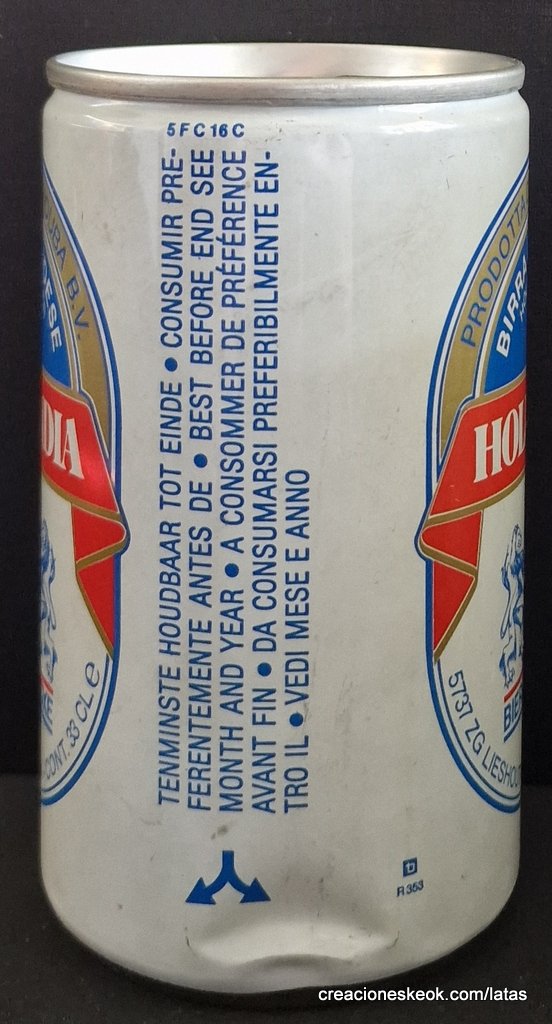 5FC16C
TENMINSTE HOUDBAAR TOT EINDE • CONSUMIR PRE-
FERENTEMENTE ANTES DE • BEST BEFORE END SEE
MONTH AND YEAR • A CONSOMMER DE PRÉFÉRENCE
AVANT FIN • DA CONSUMARSI PREFERIBILMENTE EN-
TRO IL • VEDI MESE E ANNO
B.V.
DIA
CONT. 33 CL e
PRODOTTA
BIRRA
HOL
5737 ZG LIESHOUT
R 353
creacioneskeok.com/latas